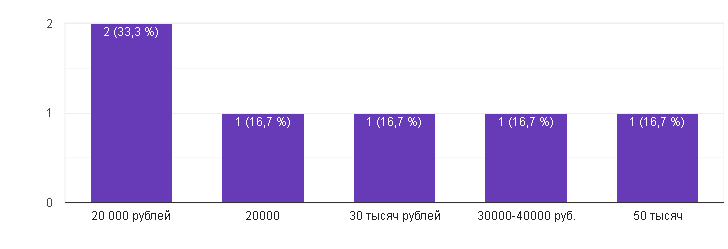 2
2 (33,3 %)
1
1 (16,7 %)
1 (16,7 %)
1 (16,7 %)
1 (16,7 %)
0
20 000 рублей
20000
30 тысяч рублей
30000-40000 руб.
50 тысяч